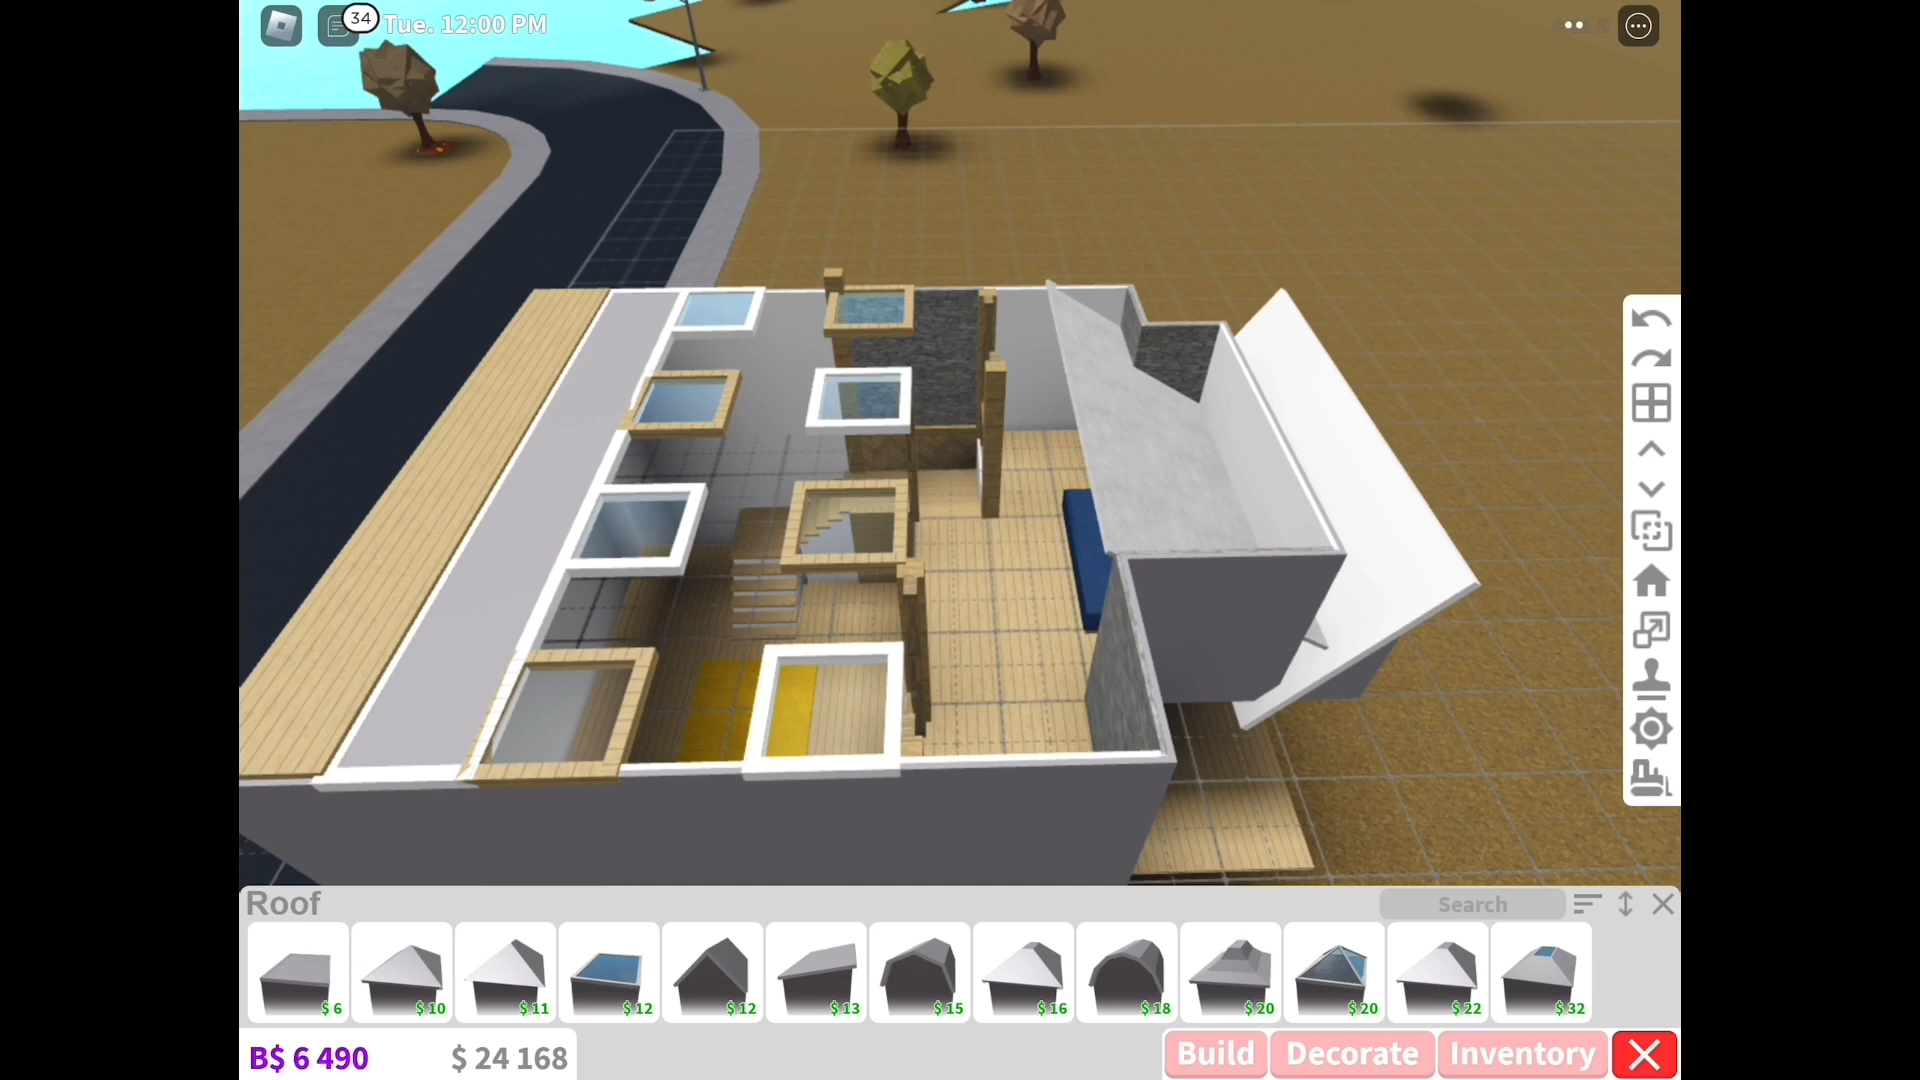 34
Tue. 12:00 PM
Roof
Search
$ 6
$ 10
$ 11
$ 12
$ 12
$ 13
$ 15
$ 16
$ 18
$ 20
$ 20
$ 22
$ 32
B$ 6 490
$ 24 168
Build
Decorate
Inventory